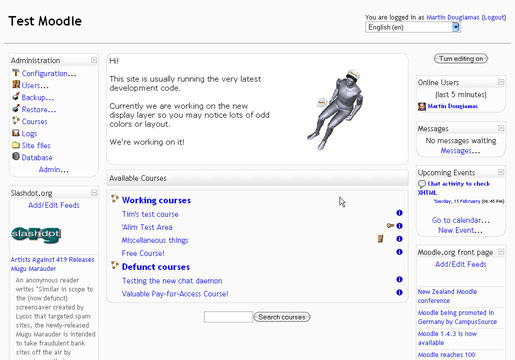 Test Moodle
You are logged in as Martin Dougiamas (Logout)
English (en)
Turn editing on
Administration
Configuration...
Users...
Backup...
Restore...
Courses
Logs
Site files
Database
Admin...
Slashdot.org
Add/Edit Feeds
slashdot
Artists Against 419 Releases
Mugu Marauder
An anonymous reader
writes "Similar in scope to
the (now defunct)
screensaver created by
Lycos that targeted spam
sites, the newly-released
Mugu Marauder is intended
to take fraudulent bank
sites off the air by
Hi!
This site is usually running the very latest
development code.
Currently we are working on the new
display layer so you may notice lots of odd
colors or layout.
We're working on it!
Available Courses
Working courses
Tim's test course
'Alim Test Area
Miscellaneous things
Free Course!
Defunct courses
Testing the new chat daemon
Valuable Pay-for-Access Course!
Search courses
Online Users
(last 5 minutes)
Martin Dougiamas
Messages
No messages waiting
Messages...
Upcoming Events
Chat activity to check
XHTML
Tuesday, 15 February (06:45 PM)
Go to calendar...
New Event...
Moodle.org front page
Add/Edit Feeds
New Zealand Moodle
conference
Moodle being promoted in
Germany by CampusSource
Moodle 1.4.3 is now
available
Moodle reaches 100